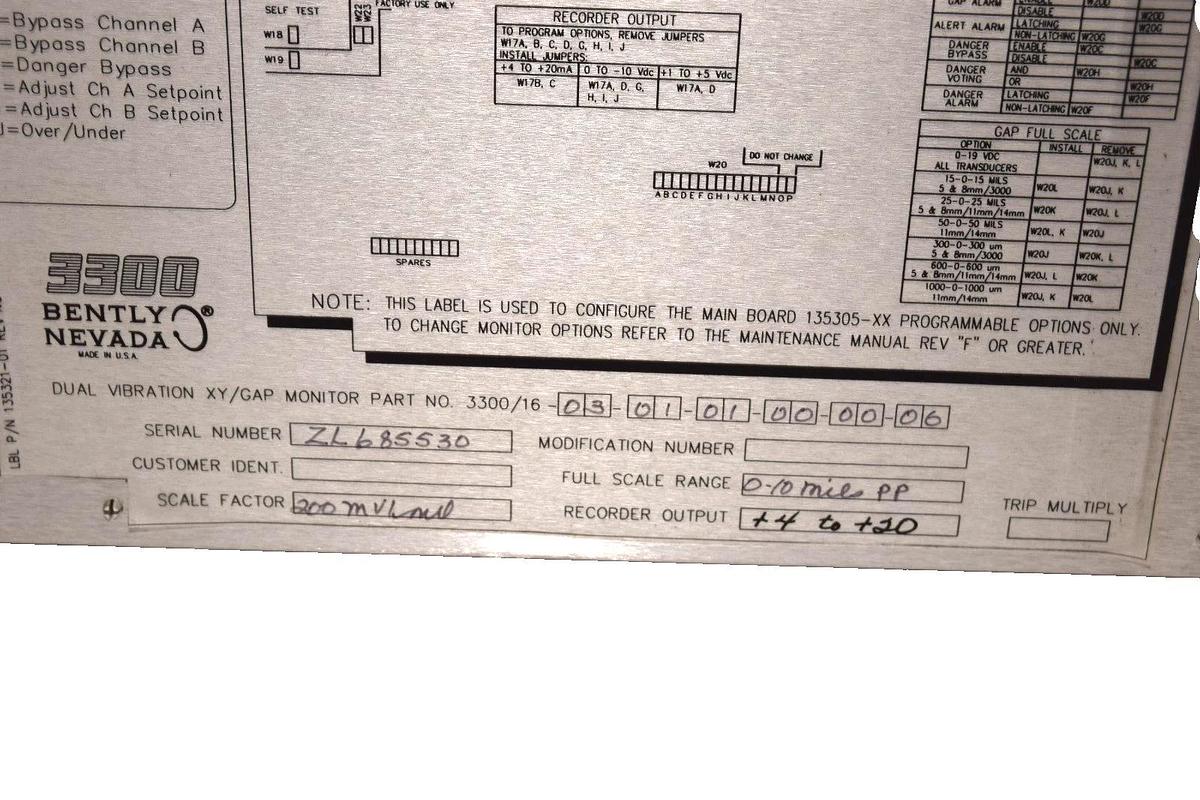 =Bypass Channel A
=Bypass Channel B
=Danger Bypass
=Adjust Ch A Setpoint
=Adjust Ch B Setpoint
=Over/Under
SELF TEST
W18
W19
W22
W23
FACTORY USE ONLY
RECORDER OUTPUT
TO PROGRAM OPTIONS, REMOVE JUMPERS
W17A, B, C, D, G, H, I, J
INSTALL JUMPERS:
+4 TO +20mA 0 TO -10 Vdc +1 TO +5 Vdc
W17B, C W17A, D, G, H, I, J W17A, D
GAP ALARM
DISABLE W20D
ALERT ALARM LATCHING W20G
NON-LATCHING W20G
DANGER BYPASS ENABLE W20C
DISABLE W20C
DANGER VOTING AND W20H
OR W20H
DANGER ALARM LATCHING W20F
NON-LATCHING W20F
GAP FULL SCALE
OPTION INSTALL REMOVE
0-19 VDC ALL TRANSDUCERS W20J, K, L
15-0-15 MILS 5 & 8mm/3000 W20L W20J, K
25-0-25 MILS 5 & 8mm/11mm/14mm W20K W20J, L
50-0-50 MILS 11mm/14mm W20L, K W20J
300-0-300 um 5 & 8mm/3000 W20J W20K, L
600-0-600 um 5 & 8mm/11mm/14mm W20J, L W20K
1000-0-1000 um 11mm/14mm W20J, K W20L
W20
DO NOT CHANGE
A B C D E F G H I J K L M N O P
SPARES
NOTE: THIS LABEL IS USED TO CONFIGURE THE MAIN BOARD 135305-XX PROGRAMMABLE OPTIONS ONLY.
TO CHANGE MONITOR OPTIONS REFER TO THE MAINTENANCE MANUAL REV "F" OR GREATER.
3300
BENTLY
NEVADA®
MADE IN U.S.A.
LBL P/N 135321-01 REV
DUAL VIBRATION XY/GAP MONITOR PART NO. 3300/16-03-01-01-00-00-06
SERIAL NUMBER ZL685530
MODIFICATION NUMBER
CUSTOMER IDENT.
FULL SCALE RANGE 0-10 mils PP
SCALE FACTOR 200 mV/mil
RECORDER OUTPUT +4 to +20
TRIP MULTIPLY